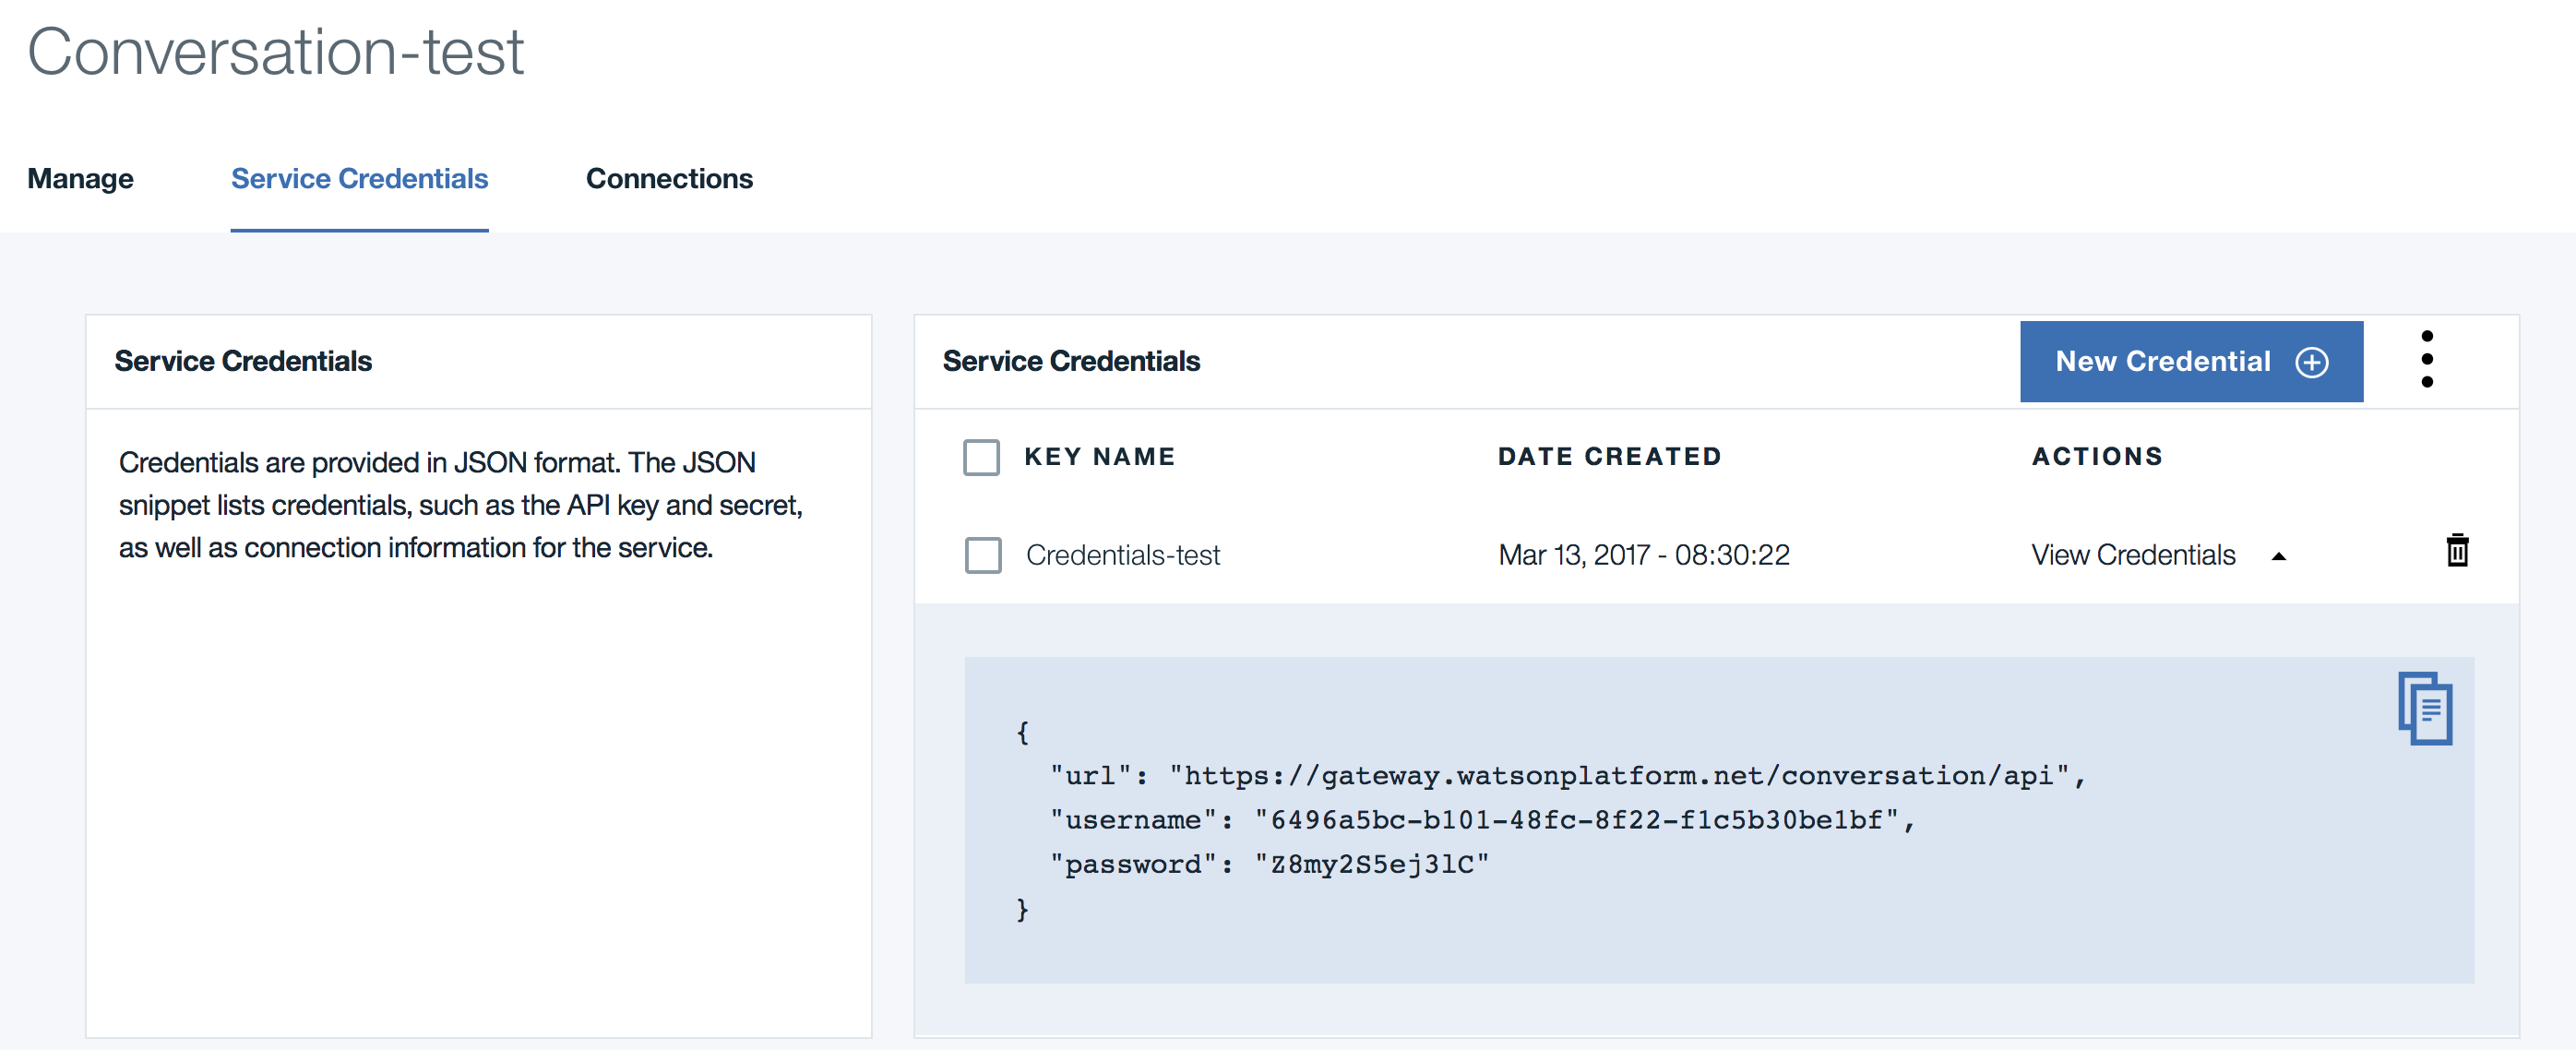 Conversation-test
Manage
Service Credentials
Connections
Service Credentials
Credentials are provided in JSON format. The JSON
snippet lists credentials, such as the API key and secret,
as well as connection information for the service.
Service Credentials
New Credential
KEY NAME
DATE CREATED
ACTIONS
Credentials-test
Mar 13, 2017 - 08:30:22
View Credentials
{
"url": "https://gateway.watsonplatform.net/conversation/api",
"username": "6496a5bc-b101-48fc-8f22-f1c5b30be1bf",
"password": "Z8my2S5ej3lC"
}